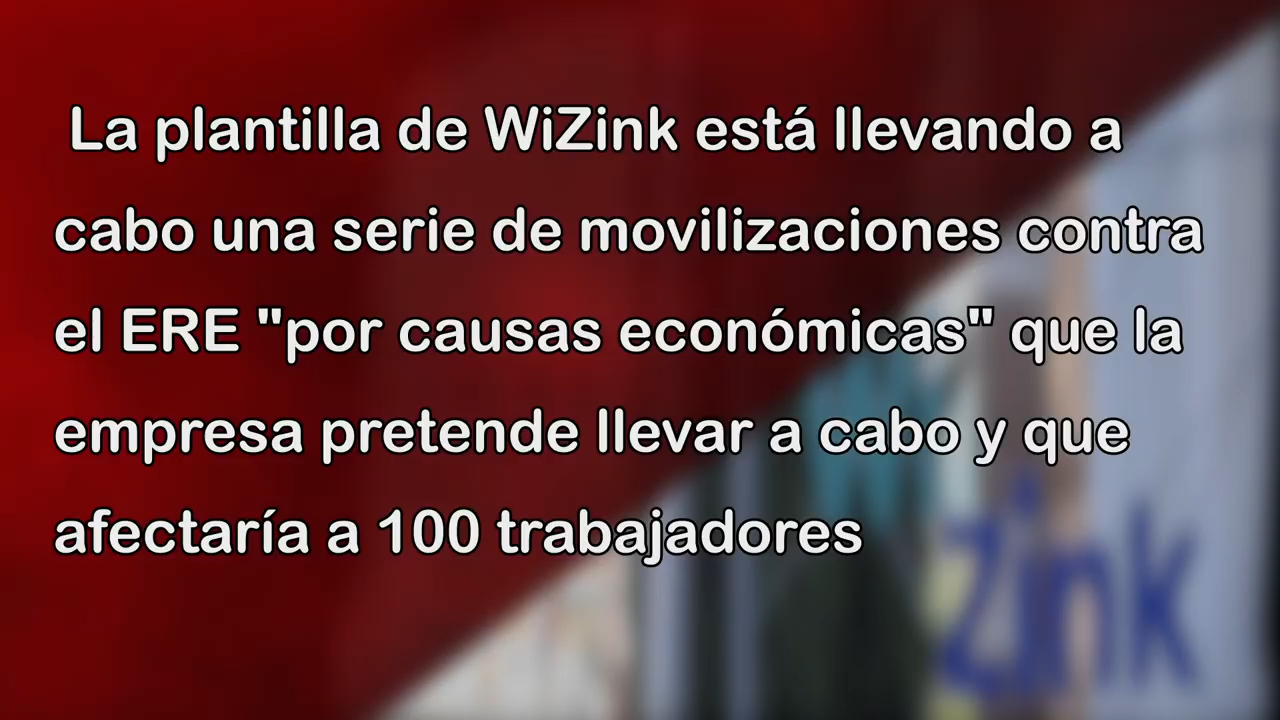 La plantilla de WiZink está llevando a
cabo una serie de movilizaciones contra
el ERE "por causas económicas" que la
empresa pretende llevar a cabo y que
afectaría a 100 trabajadores
Zink